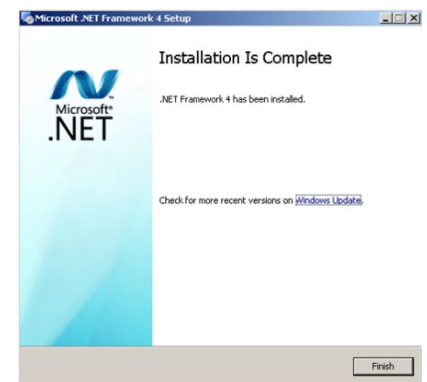 Microsoft .NET Framework 4 Setup
Installation Is Complete
Microsoft®
.NET
.NET Framework 4 has been installed.
Check for more recent versions on Windows Update.
Finish